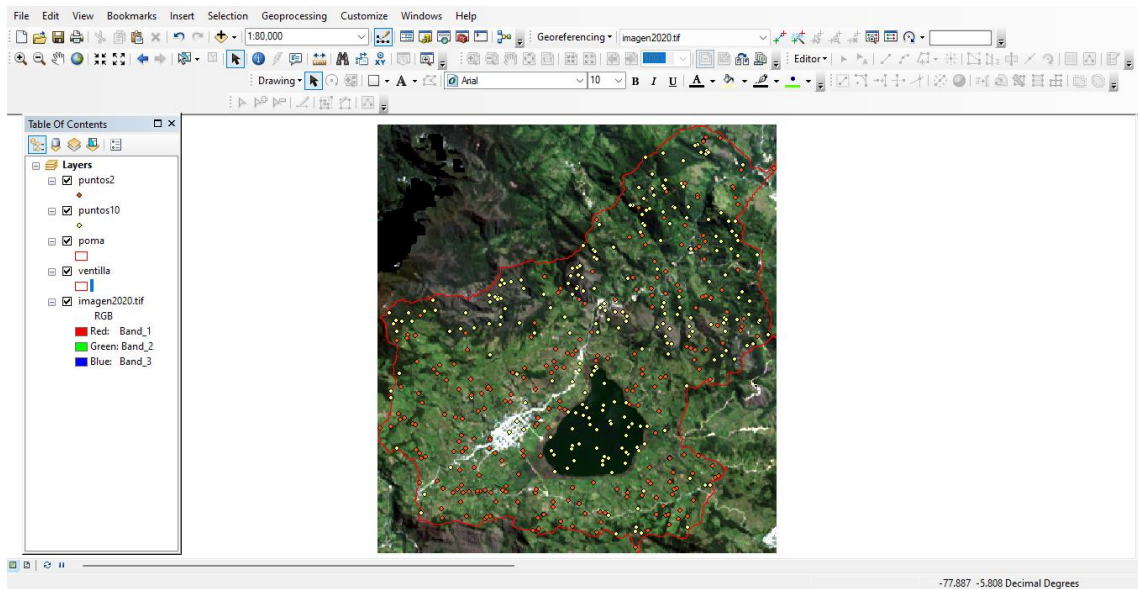 File Edit View Bookmarks Insert Selection Geoprocessing Customize Windows Help
1:80,000 Georeferencing imagen2020.tif
Editor
Drawing A Arial 10 B I U A
Table Of Contents
Layers
puntos2
puntos10
poma
ventilla
imagen2020.tif
RGB
Red: Band_1
Green: Band_2
Blue: Band_3
-77.887 -5.808 Decimal Degrees